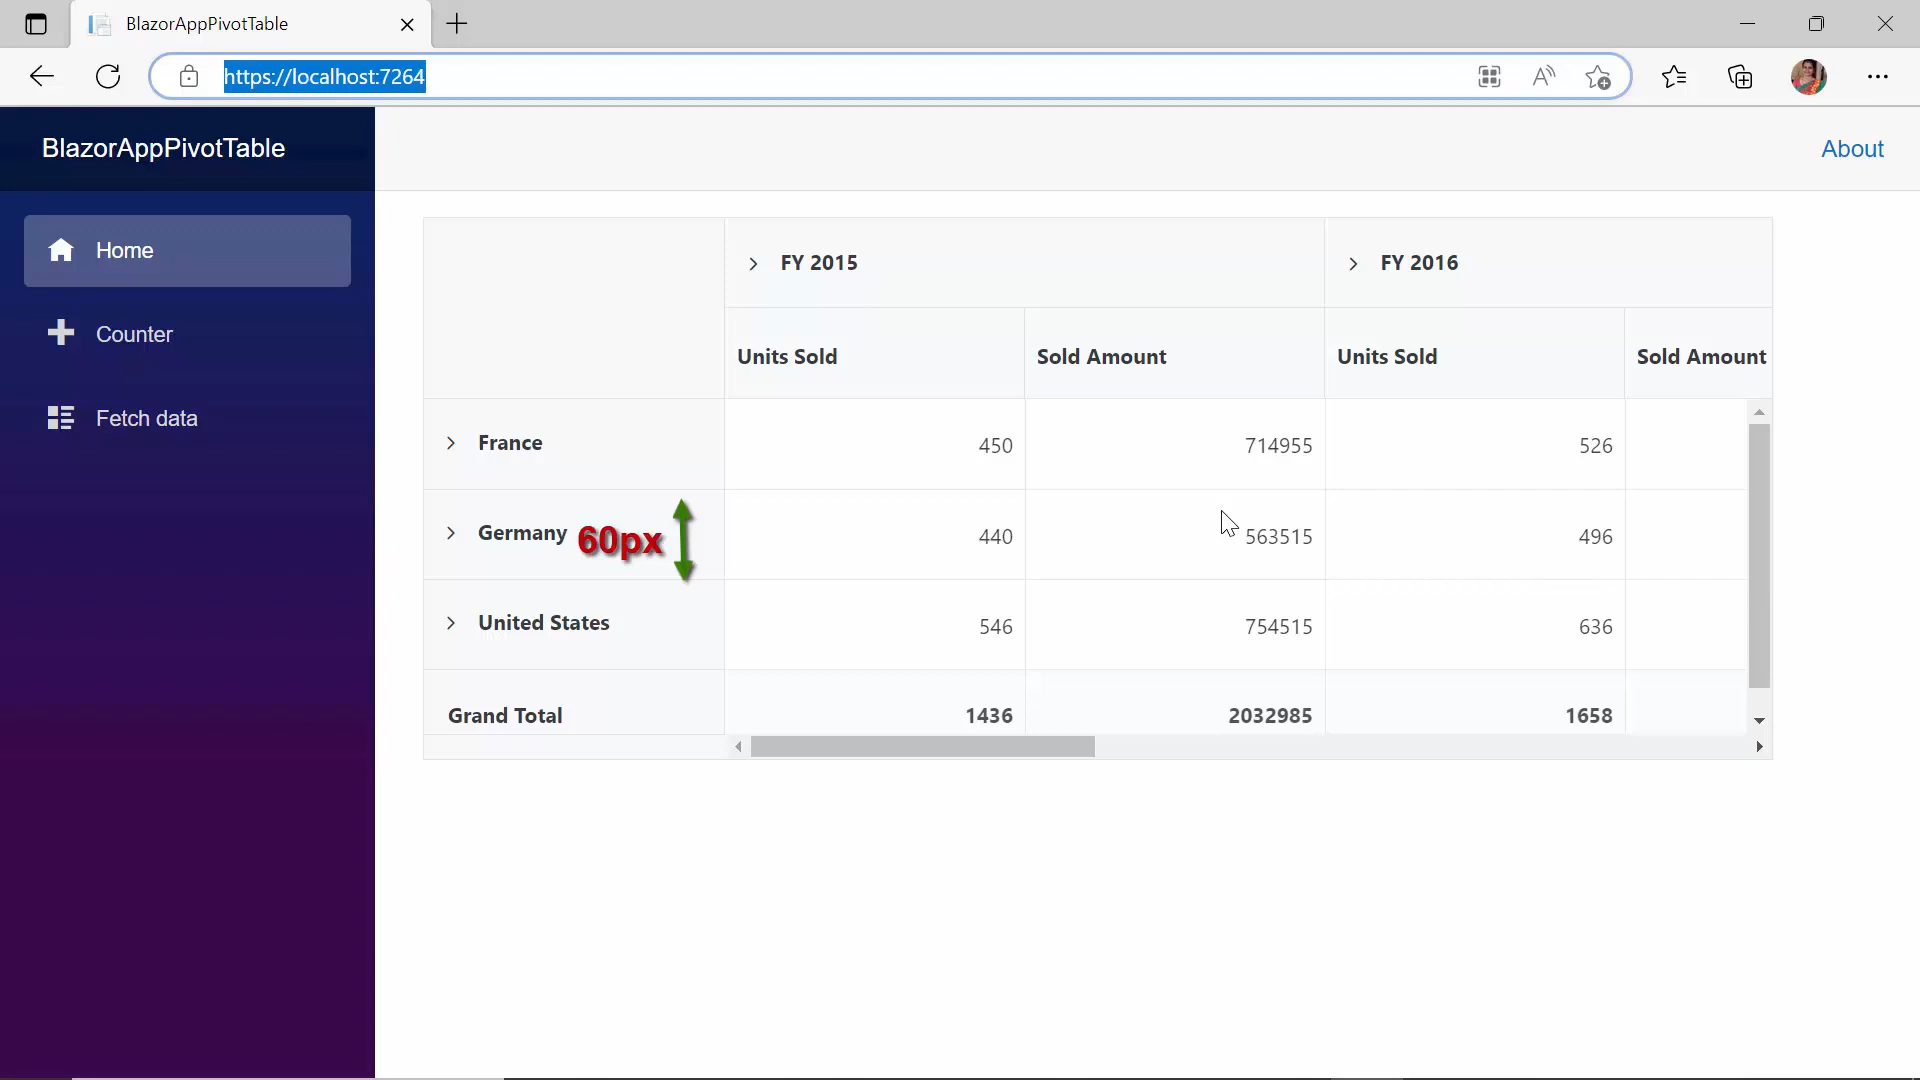 BlazorAppPivotTable
https://localhost:7264
BlazorAppPivotTable
About
Home
Counter
Fetch data
FY 2015 FY 2016
Units Sold Sold Amount Units Sold Sold Amount
France 450 714955 526
Germany 60px 440 563515 496
United States 546 754515 636
Grand Total 1436 2032985 1658